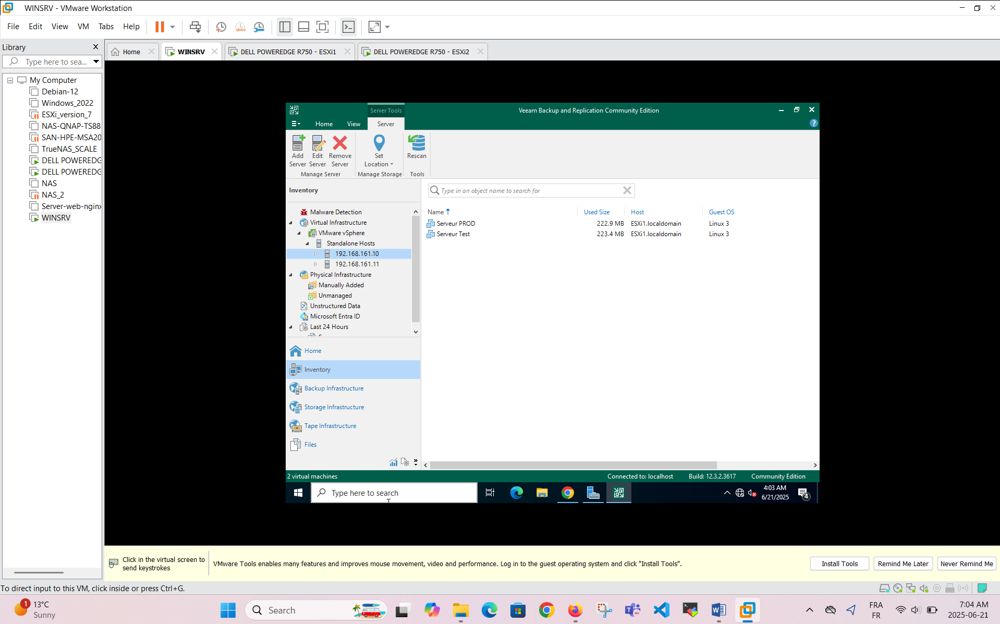 WINSRV - VMware Workstation
File Edit View VM Tabs Help
Library
Type here to sea...
Home
WINSRV
DELL POWEREDGE R750 - ESXi1
DELL POWEREDGE R750 - ESXi2
My Computer
Debian-12
Windows_2022
ESXi_version_7
NAS-QNAP-TS88
SAN-HPE-MSA20
TrueNAS_SCALE
DELL POWEREDG
DELL POWEREDG
NAS
NAS_2
Server-web-nginx
WINSRV
Server Tools
Veeam Backup and Replication Community Edition
Home View Server
Add Server
Edit Server
Remove Server
Set Location
Rescan
Manage Server
Manage Storage
Tools
Inventory
Type in an object name to search for
Malware Detection
Virtual Infrastructure
VMware vSphere
Standalone Hosts
192.168.161.10
192.168.161.11
Physical Infrastructure
Manually Added
Unmanaged
Unstructured Data
Microsoft Entra ID
Last 24 Hours
Name Used Size Host Guest OS
Serveur PROD 222.9 MB ESXi1.localdomain Linux 3
Serveur Test 223.4 MB ESXi1.localdomain Linux 3
Home
Inventory
Backup Infrastructure
Storage Infrastructure
Tape Infrastructure
Files
2 virtual machines
Connected to: localhost
Build: 12.3.2.3617
Community Edition
Type here to search
4:03 AM
6/21/2025
4
Click in the virtual screen to
send keystrokes
VMware Tools enables many features and improves mouse movement, video and performance. Log in to the guest operating system and click "Install Tools".
Install Tools
Remind Me Later
Never Remind Me
To direct input to this VM, click inside or press Ctrl+G.
1
13°C
Sunny
Search
FRA
FR
7:04 AM
2025-06-21